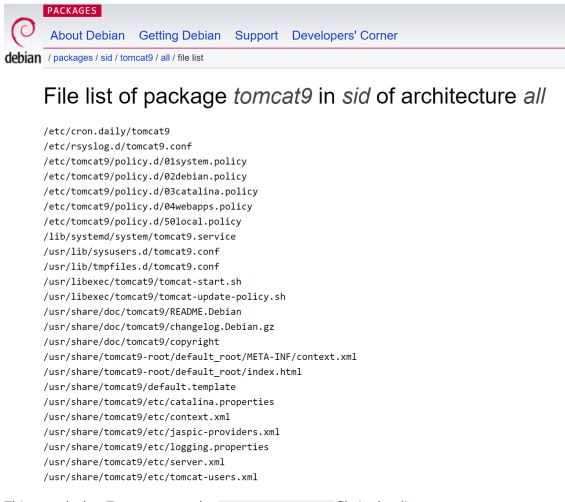 PACKAGES
About Debian Getting Debian Support Developers' Corner
debian / packages / sid / tomcat9 / all / file list
File list of package tomcat9 in sid of architecture all
/etc/cron.daily/tomcat9
/etc/rsyslog.d/tomcat9.conf
/etc/tomcat9/policy.d/01system.policy
/etc/tomcat9/policy.d/02debian.policy
/etc/tomcat9/policy.d/03catalina.policy
/etc/tomcat9/policy.d/04webapps.policy
/etc/tomcat9/policy.d/50local.policy
/lib/systemd/system/tomcat9.service
/usr/lib/sysusers.d/tomcat9.conf
/usr/lib/tmpfiles.d/tomcat9.conf
/usr/libexec/tomcat9/tomcat-start.sh
/usr/libexec/tomcat9/tomcat-update-policy.sh
/usr/share/doc/tomcat9/README.Debian
/usr/share/doc/tomcat9/changelog.Debian.gz
/usr/share/doc/tomcat9/copyright
/usr/share/tomcat9-root/default_root/META-INF/context.xml
/usr/share/tomcat9-root/default_root/index.html
/usr/share/tomcat9/default.template
/usr/share/tomcat9/etc/catalina.properties
/usr/share/tomcat9/etc/context.xml
/usr/share/tomcat9/etc/jaspic-providers.xml
/usr/share/tomcat9/etc/logging.properties
/usr/share/tomcat9/etc/server.xml
/usr/share/tomcat9/etc/tomcat-users.xml